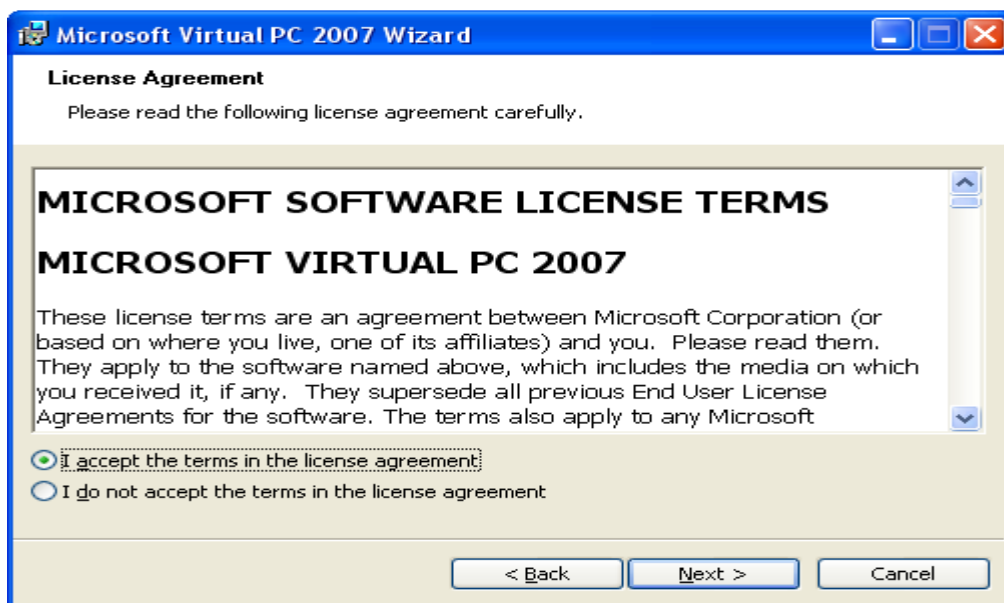 Microsoft Virtual PC 2007 Wizard
License Agreement
Please read the following license agreement carefully.
MICROSOFT SOFTWARE LICENSE TERMS
MICROSOFT VIRTUAL PC 2007
These license terms are an agreement between Microsoft Corporation (or
based on where you live, one of its affiliates) and you.  Please read them.
They apply to the software named above, which includes the media on which
you received it, if any.  They supersede all previous End User License
Agreements for the software. The terms also apply to any Microsoft
I accept the terms in the license agreement
I do not accept the terms in the license agreement
< Back
Next >
Cancel